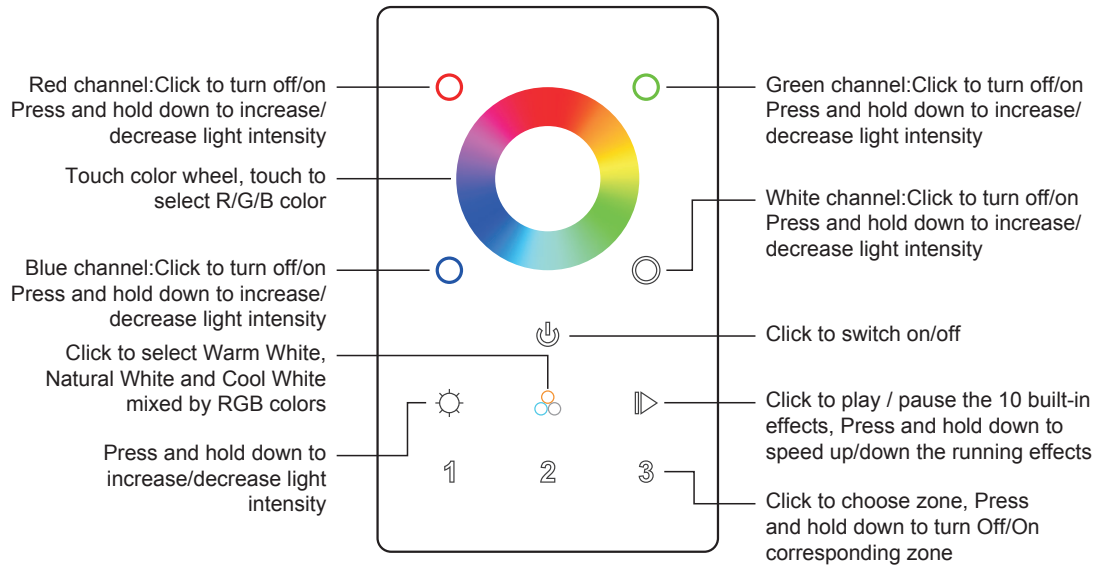 Red channel:Click to turn off/on
Press and hold down to increase/
decrease light intensity
Touch color wheel, touch to
select R/G/B color
Blue channel:Click to turn off/on
Press and hold down to increase/
decrease light intensity
Click to select Warm White,
Natural White and Cool White
mixed by RGB colors
Press and hold down to
increase/decrease light
intensity
1 2 3
Green channel:Click to turn off/on
Press and hold down to increase/
decrease light intensity
White channel:Click to turn off/on
Press and hold down to increase/
decrease light intensity
Click to switch on/off
Click to play / pause the 10 built-in
effects, Press and hold down to
speed up/down the running effects
Click to choose zone, Press
and hold down to turn Off/On
corresponding zone